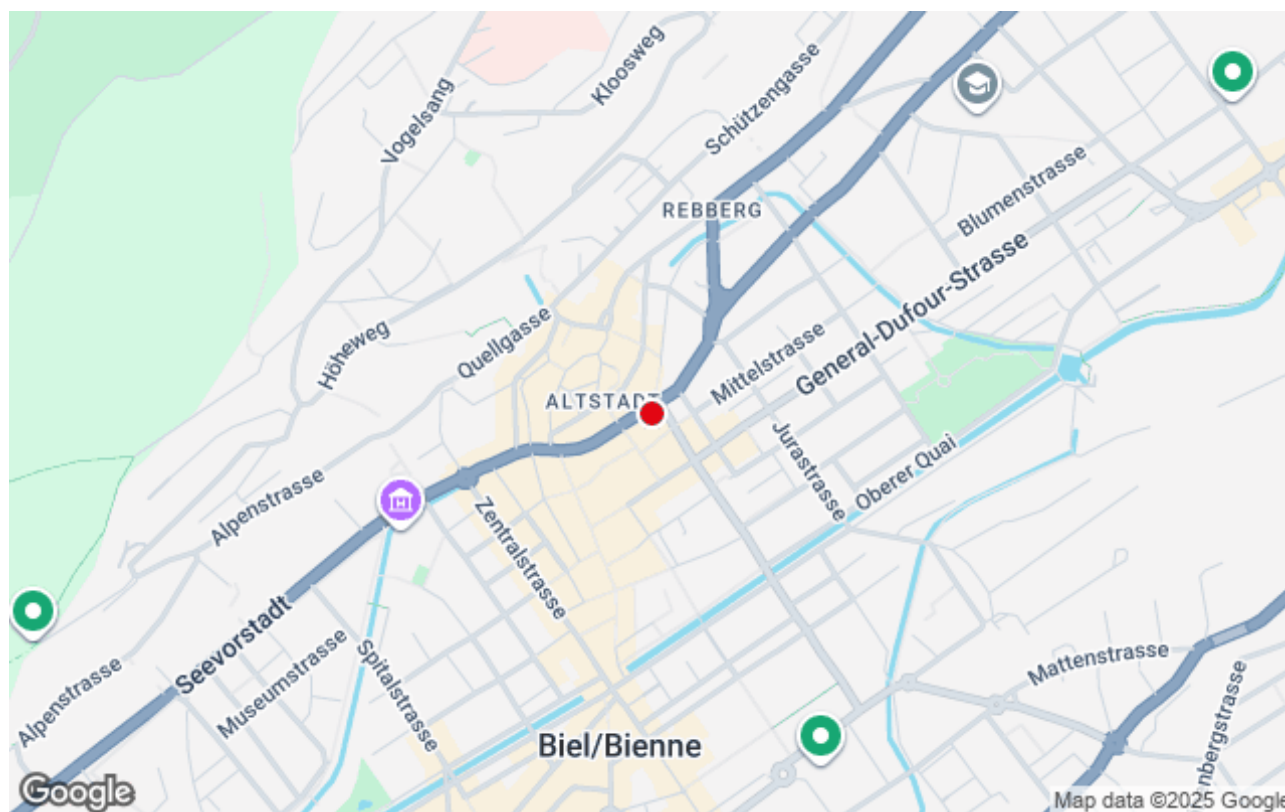 Vogelsang
Kloosweg
Schützengasse
REBBERG
Blumenstrasse
General-Dufour-Strasse
Höheweg
Quellgasse
Mittelstrasse
ALTSTADT
Jurastrasse
Oberer Quai
Alpenstrasse
Zentralstrasse
Seevorstadt
Museumstrasse
Spitalstrasse
Alpenstrasse
Mattenstrasse
nbergstrasse
Biel/Bienne
Google
Map data ©2025 Google